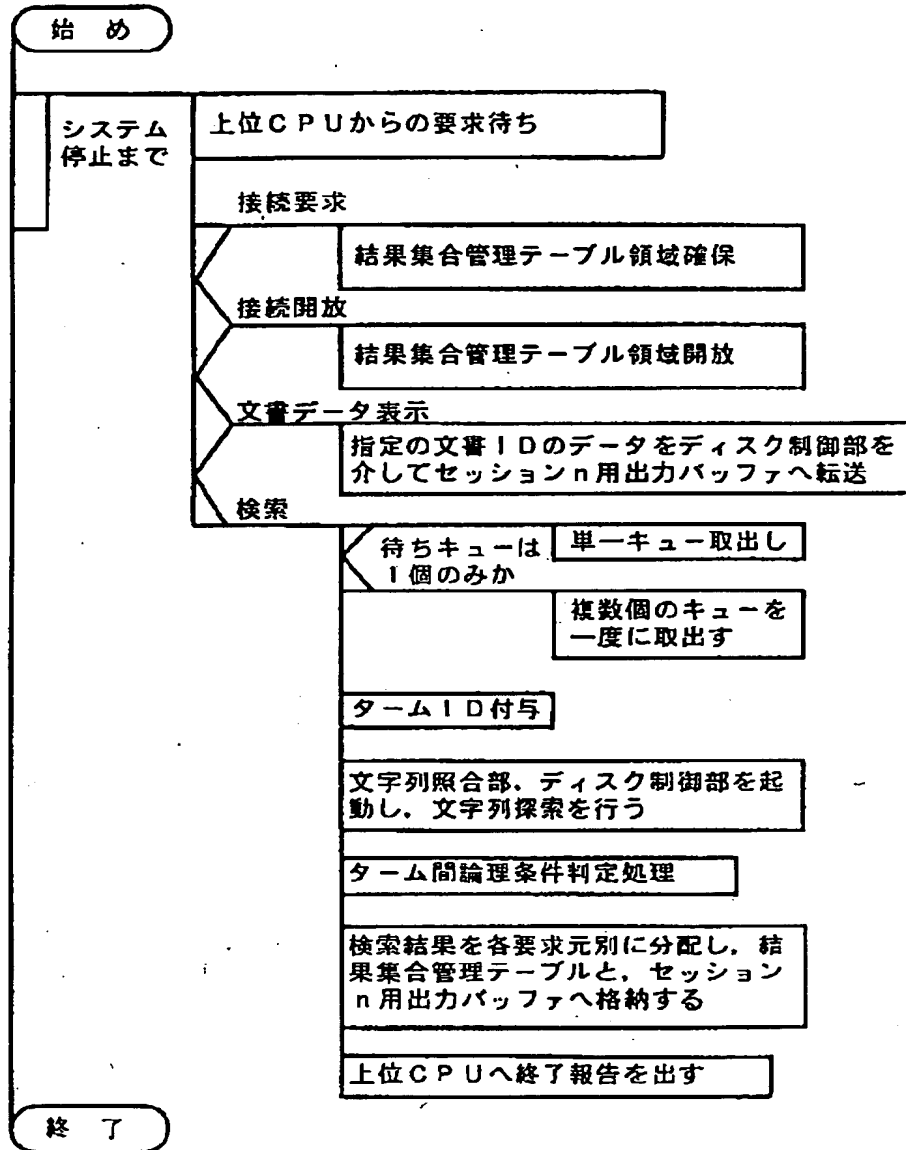 始 め
システム
停止まで
上位CPUからの要求待ち
接続要求
結果集合管理テーブル領域確保
接続開放
結果集合管理テーブル領域開放
文書データ表示
指定の文書IDのデータをディスク制御部を
介してセッションn用出力バッファへ転送
検索
待ちキューは
1個のみか
単一キュー取出し
複数個のキューを
一度に取出す
タームID付与
文字列照合部,ディスク制御部を起
動し,文字列探索を行う
ターム間論理条件判定処理
検索結果を各要求元別に分配し,結
果集合管理テーブルと,セッション
n用出力バッファへ格納する
上位CPUへ終了報告を出す
終 了